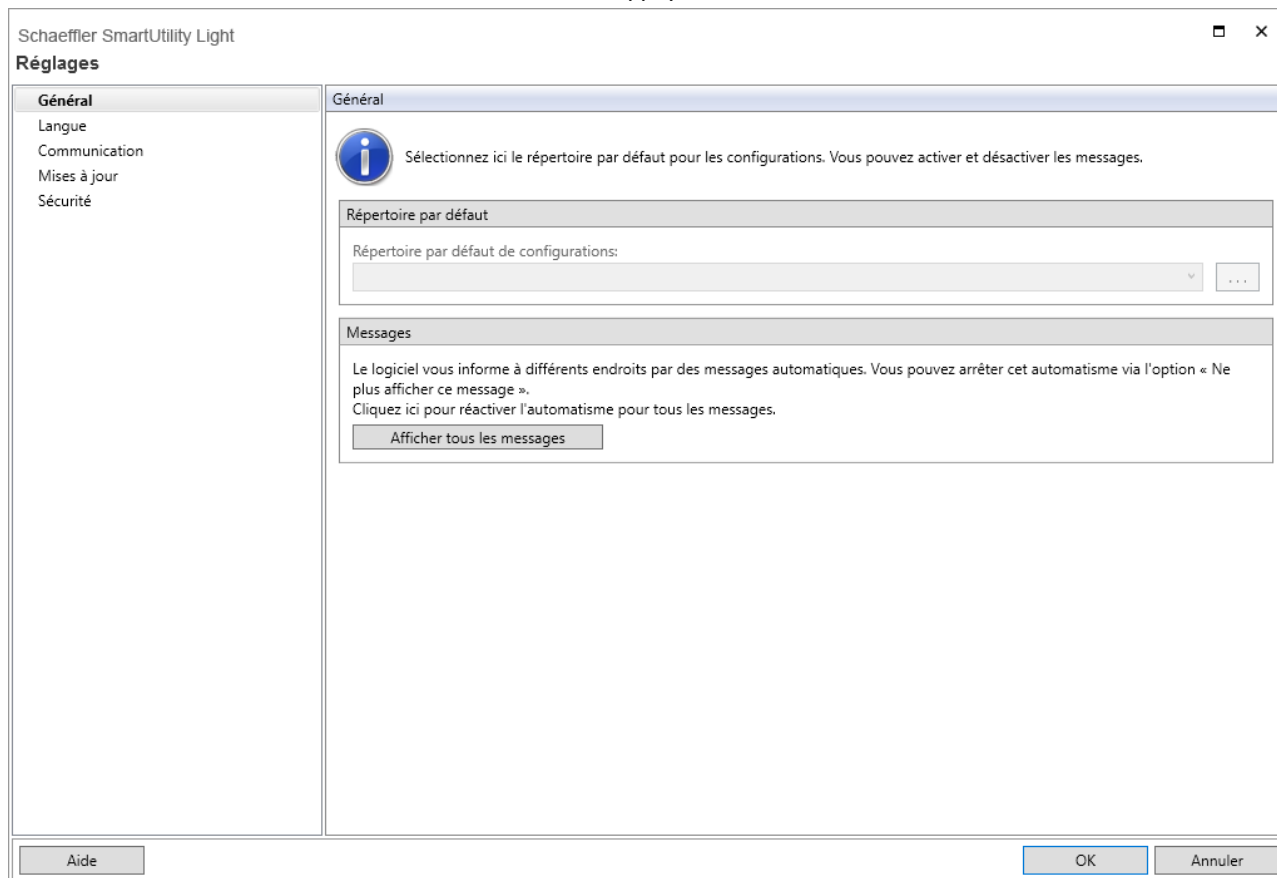 Schaeffler SmartUtility Light
Réglages
Général
Langue
Communication
Mises à jour
Sécurité
Général
Sélectionnez ici le répertoire par défaut pour les configurations. Vous pouvez activer et désactiver les messages.
Répertoire par défaut
Répertoire par défaut de configurations:
...
Messages
Le logiciel vous informe à différents endroits par des messages automatiques. Vous pouvez arrêter cet automatisme via l'option « Ne
plus afficher ce message ».
Cliquez ici pour réactiver l'automatisme pour tous les messages.
Afficher tous les messages
Aide
OK
Annuler